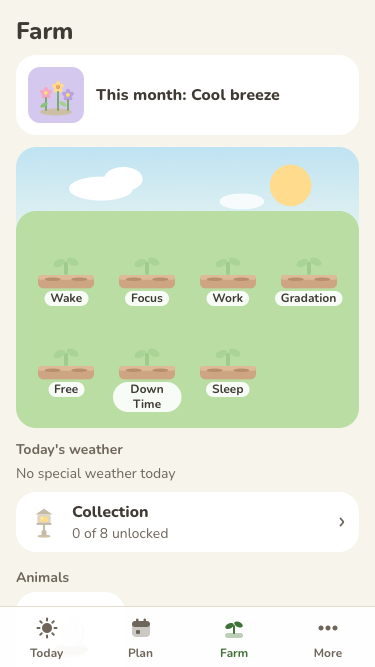 Farm
This month: Cool breeze
Wake
Focus
Work
Gradation
Free
Down
Time
Sleep
Today's weather
No special weather today
Collection
0 of 8 unlocked
Animals
Today
Plan
Farm
More